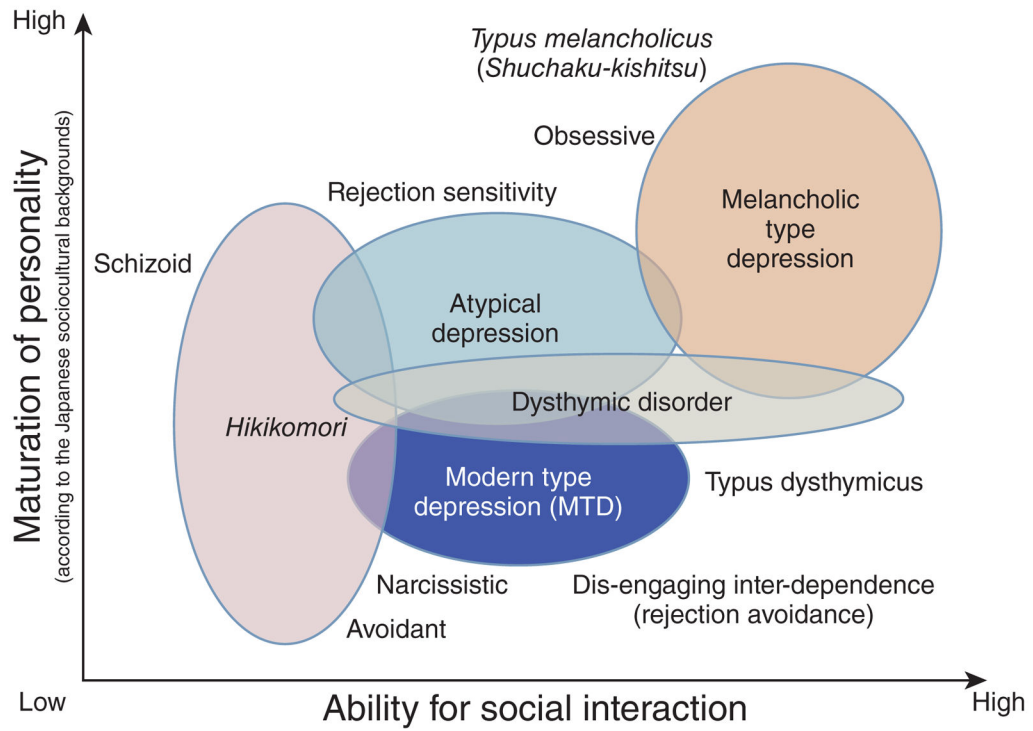 High
Typus melancholicus
(Shuchaku-kishitsu)
Obsessive
Rejection sensitivity
Melancholic
type
depression
Schizoid
Atypical
depression
Dysthymic disorder
Hikikomori
Modern type
depression (MTD)
Typus dysthymicus
Narcissistic
Dis-engaging inter-dependence
(rejection avoidance)
Avoidant
Maturation of personality
(according to the Japanese sociocultural backgrounds)
Low
Ability for social interaction
High